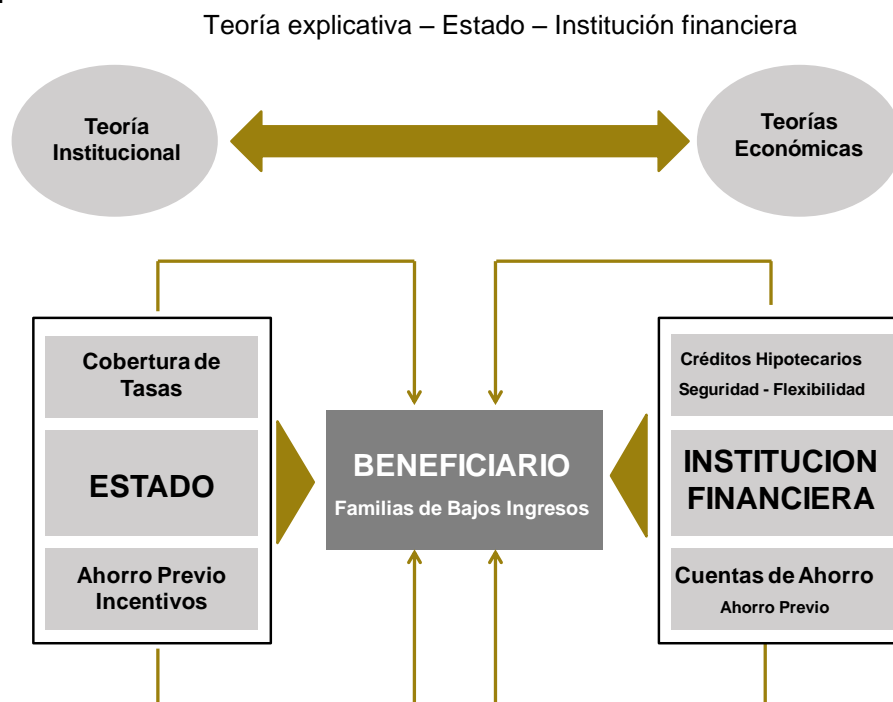 Teoría explicativa – Estado – Institución financiera
Teoría
Institucional
Teorías
Económicas
Cobertura de
Tasas
ESTADO
Ahorro Previo
Incentivos
BENEFICIARIO
Familias de Bajos Ingresos
Créditos Hipotecarios
Seguridad - Flexibilidad
INSTITUCION
FINANCIERA
Cuentas de Ahorro
Ahorro Previo